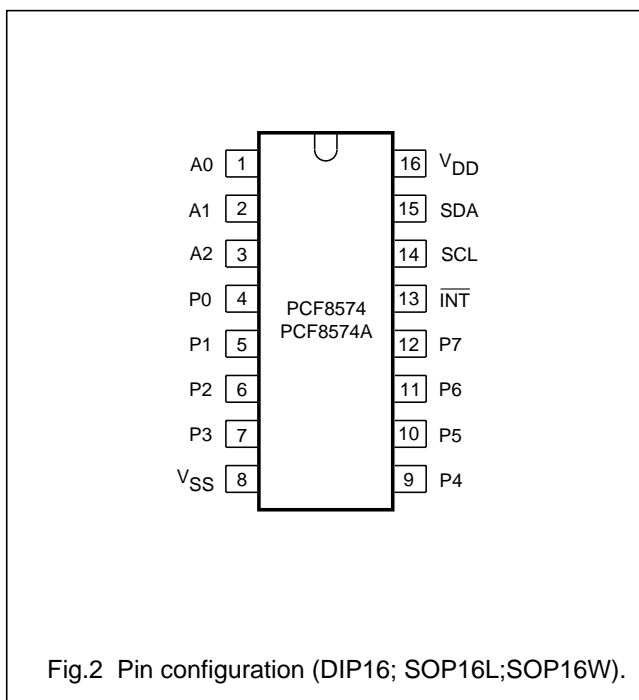 A0 1 16 VDD
A1 2 15 SDA
A2 3 14 SCL
P0 4 13 INT
PCF8574
PCF8574A
P1 5 12 P7
P2 6 11 P6
P3 7 10 P5
VSS 8 9 P4
Fig.2 Pin configuration (DIP16; SOP16L;SOP16W).